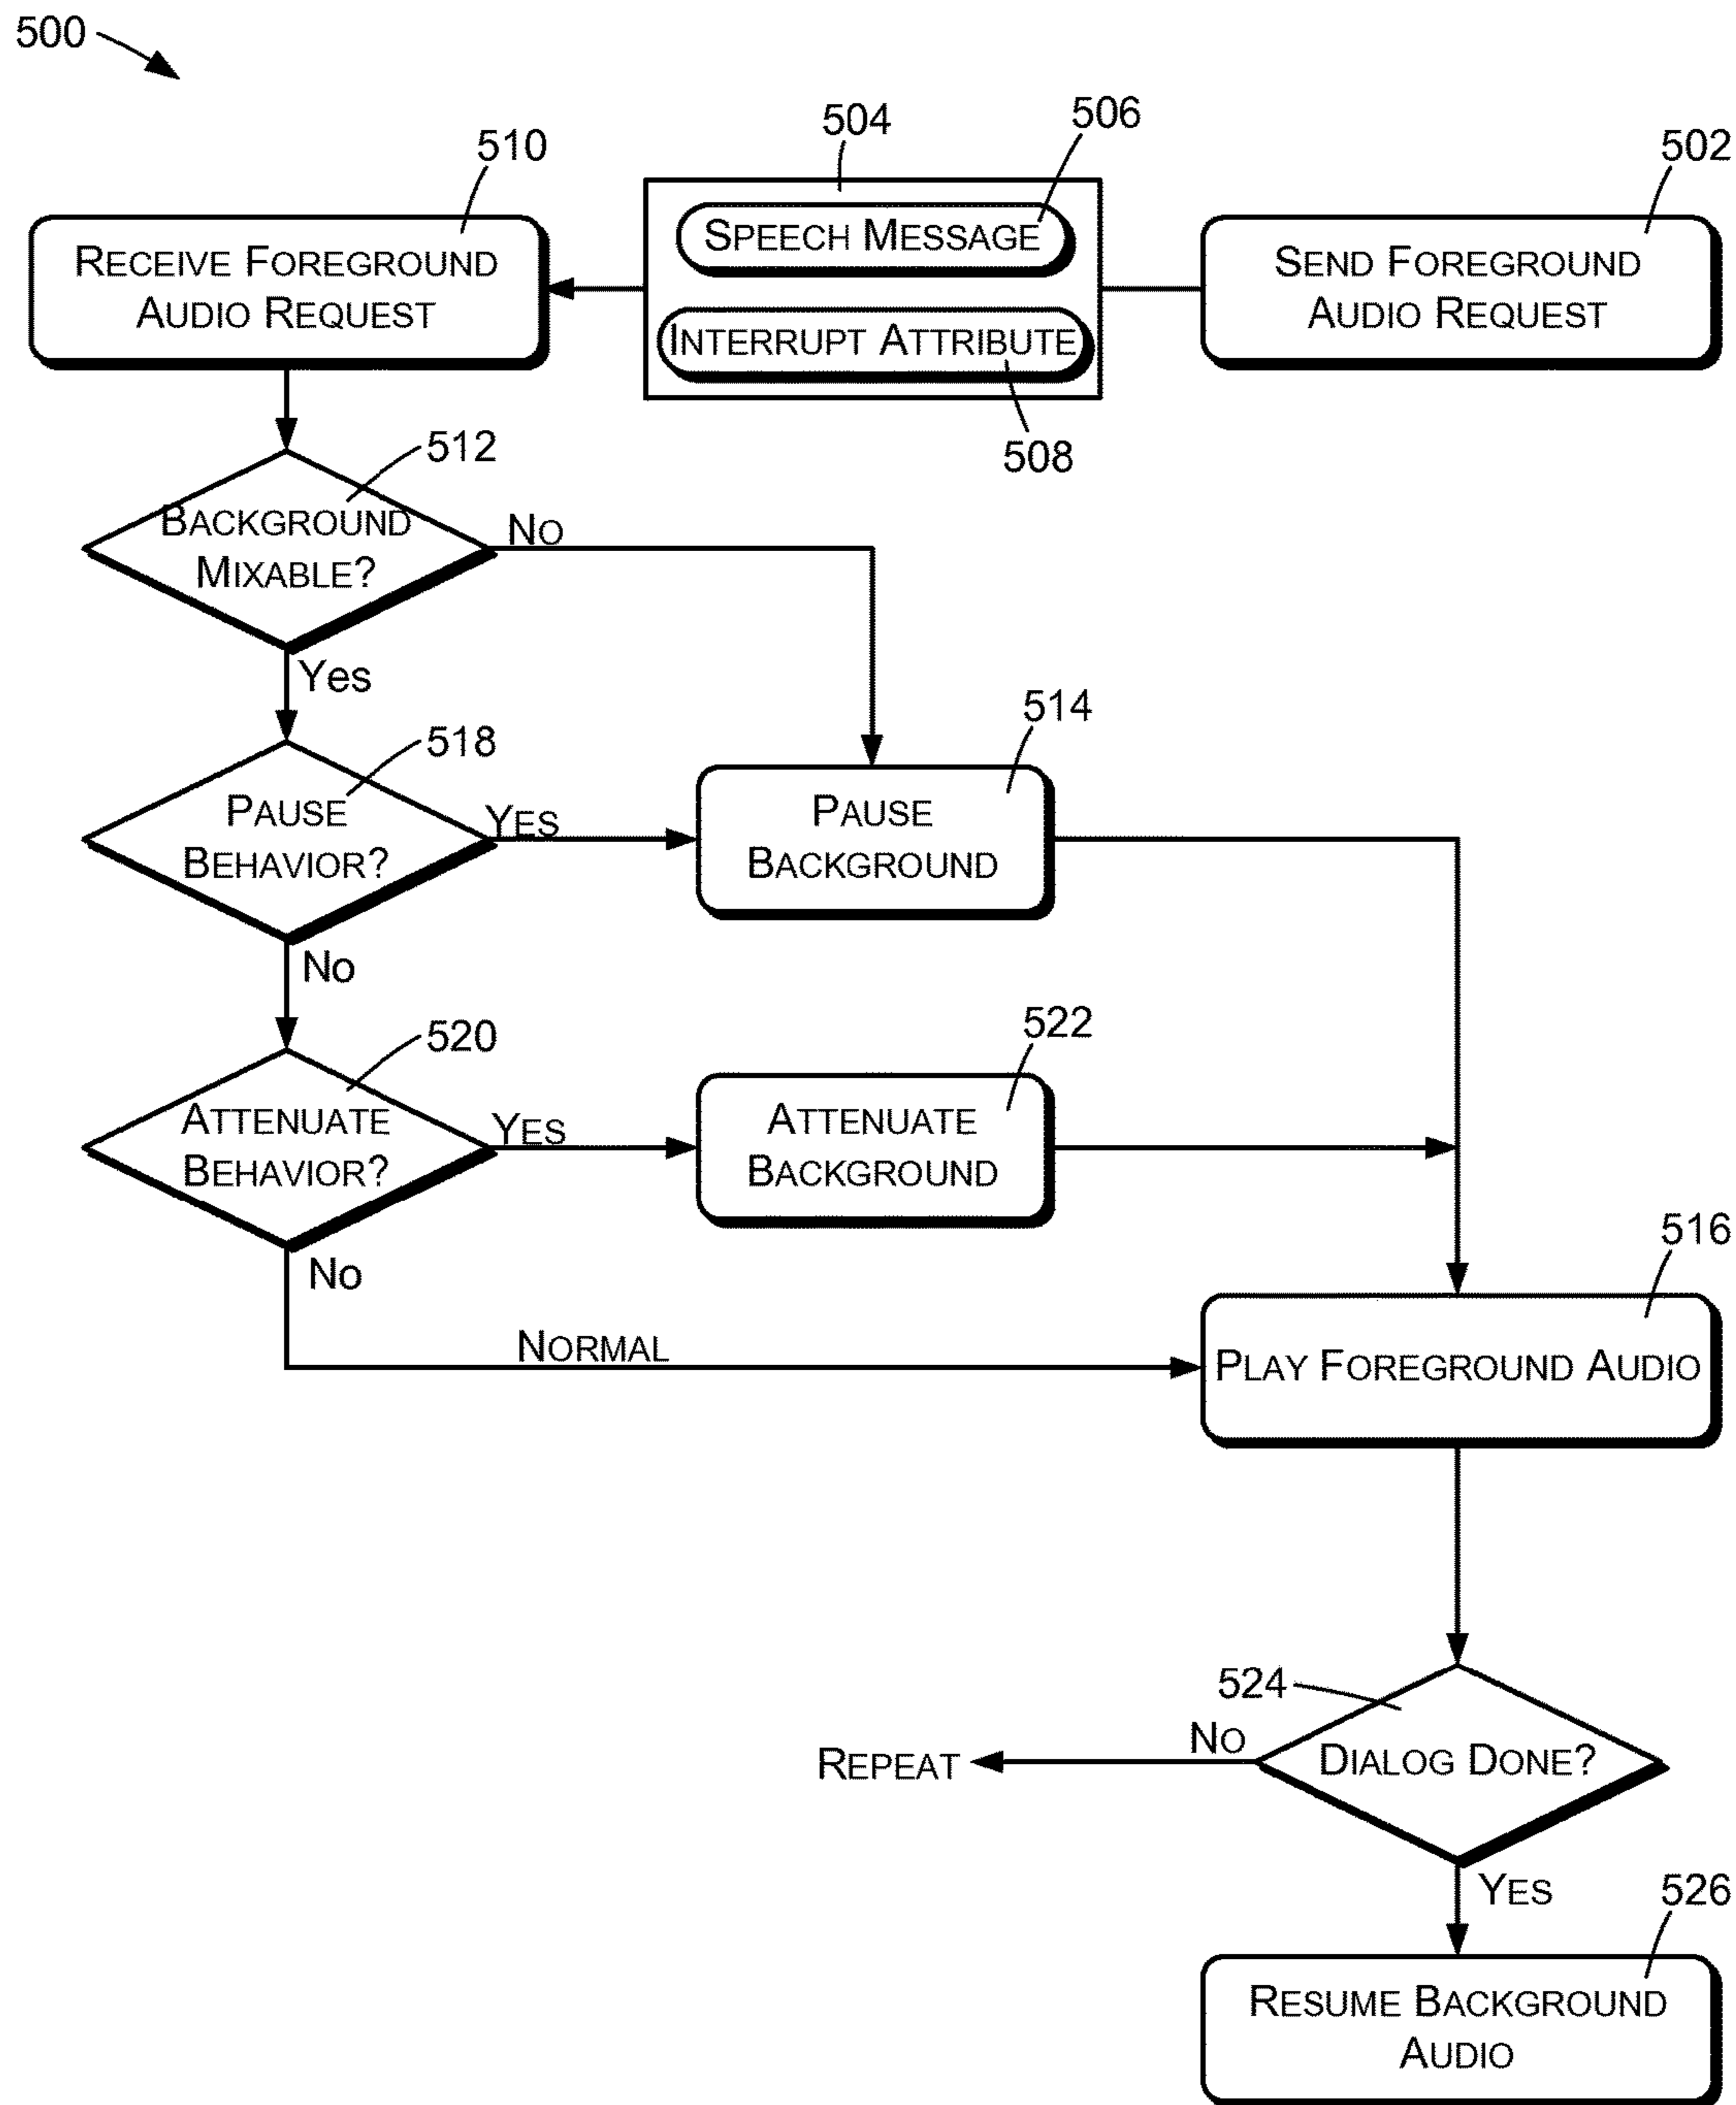 500
504
506
502
510
SPEECH MESSAGE
RECEIVE FOREGROUND
AUDIO REQUEST
SEND FOREGROUND
AUDIO REQUEST
INTERRUPT ATTRIBUTE
508
512
BACKGROUND
MIXABLE?
NO
Yes
514
518
PAUSE
BEHAVIOR?
YES
PAUSE
BACKGROUND
No
520
522
ATTENUATE
BEHAVIOR?
YES
ATTENUATE
BACKGROUND
No
516
NORMAL
PLAY FOREGROUND AUDIO
524
NO
REPEAT
DIALOG DONE?
YES
526
RESUME BACKGROUND
AUDIO